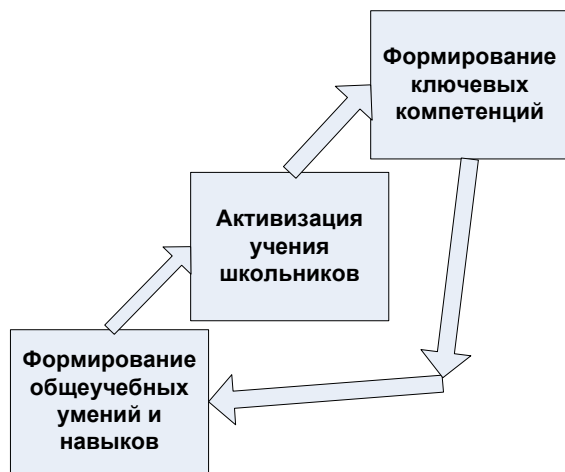 Формирование
ключевых
компетенций
Активизация
учения
школьников
Формирование
общеучебных
умений и
навыков